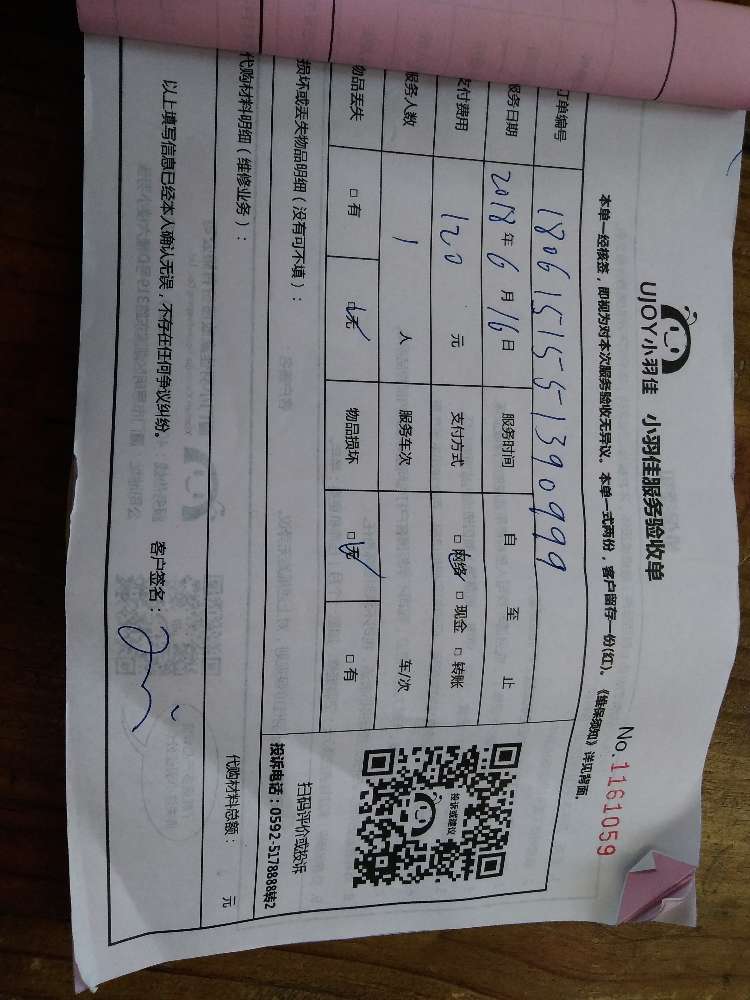 UJOY小羽佳 小羽佳服务验收单
No.1161059
本单一经核签，即视为对本次服务验收无异议。本单一式两份，客户留存一份(红)。《维保须知》详见背面。
订单编号 1806151551390999
服务日期 2018年6月16日 服务时间 自 至 止
支付费用 120 元 支付方式 □网络 □现金 □转账
服务人数 1 人 服务车次 车/次
物品丢失 □有 □无 物品损坏 □无 □有
投诉或建议
扫码评价或投诉
投诉电话：0592-5178888转2
损坏或丢失物品明细（没有可不填）：
代购材料明细（维修业务）：
代购材料总额： 元
以上填写信息已经本人确认无误，不存在任何争议纠纷。 客户签名：